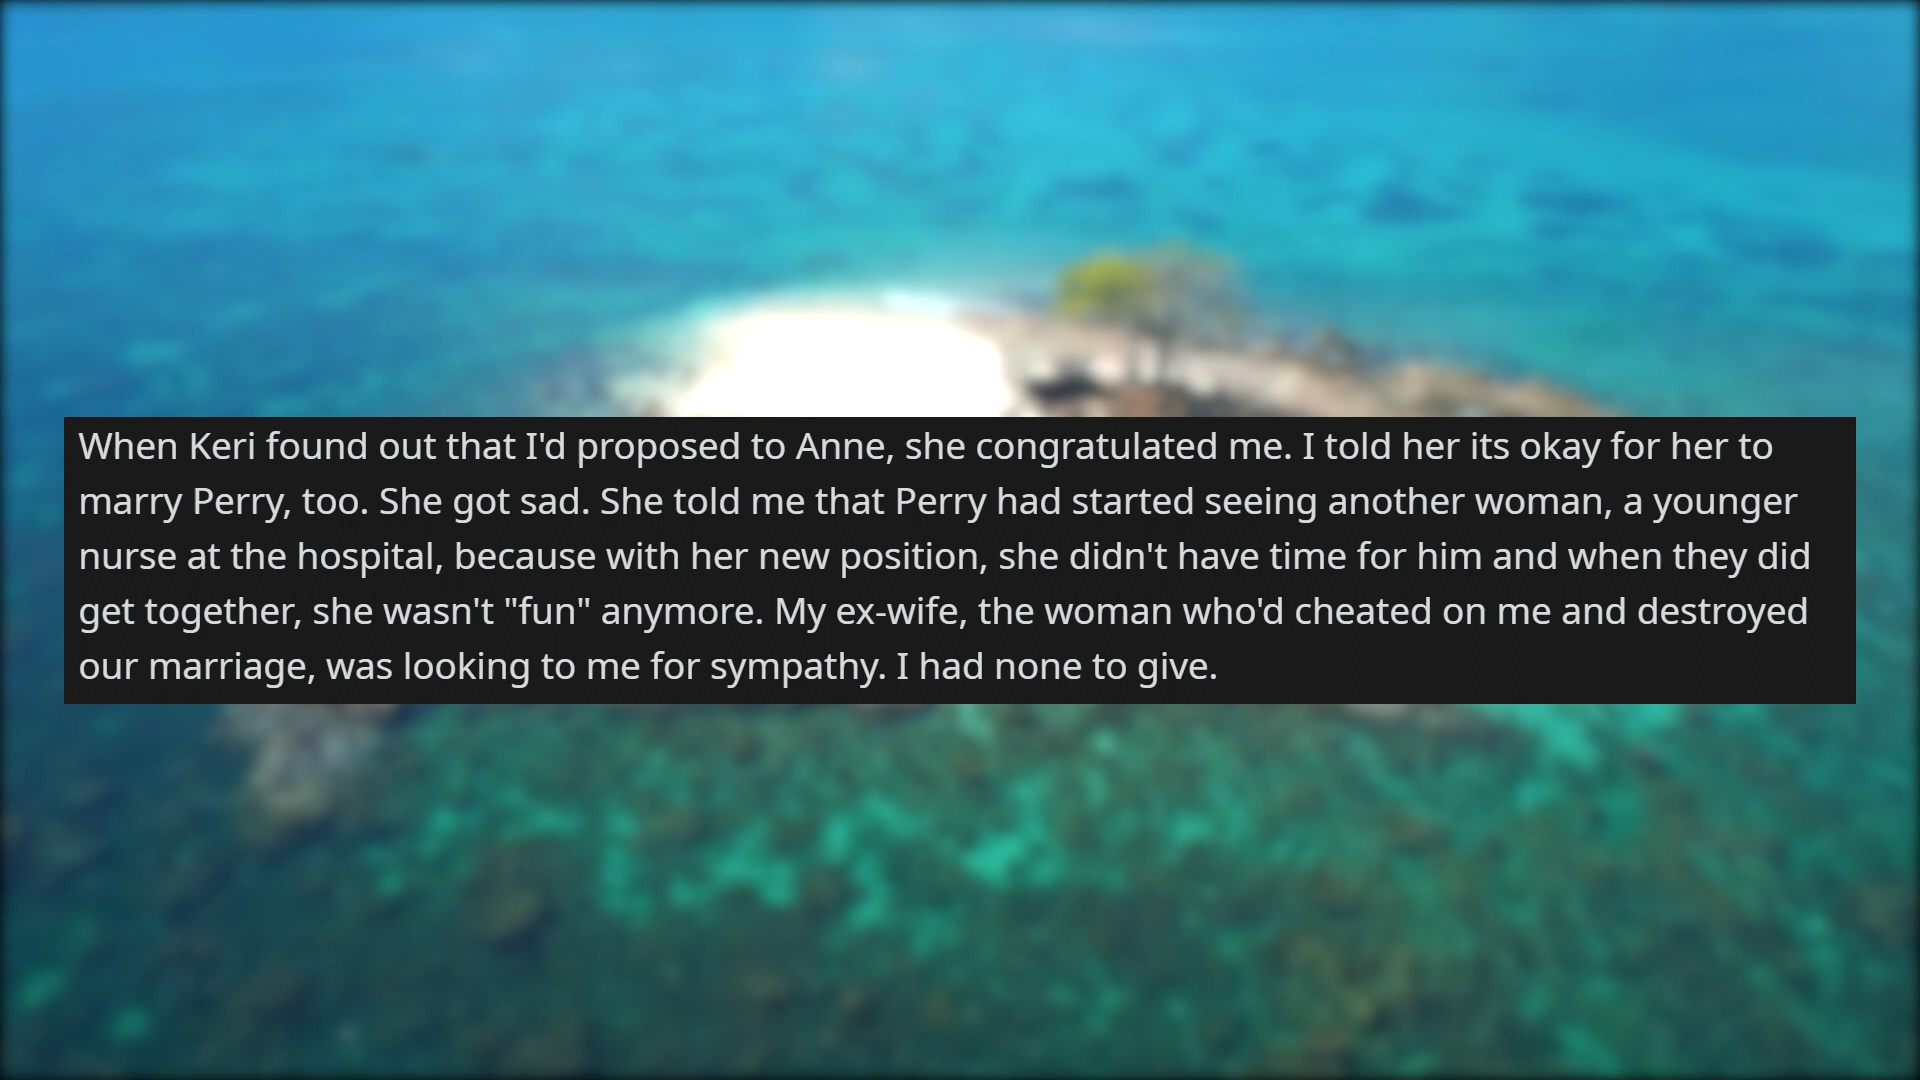 When Keri found out that I'd proposed to Anne, she congratulated me. I told her its okay for her to
marry Perry, too. She got sad. She told me that Perry had started seeing another woman, a younger
nurse at the hospital, because with her new position, she didn't have time for him and when they did
get together, she wasn't "fun" anymore. My ex-wife, the woman who'd cheated on me and destroyed
our marriage, was looking to me for sympathy. I had none to give.